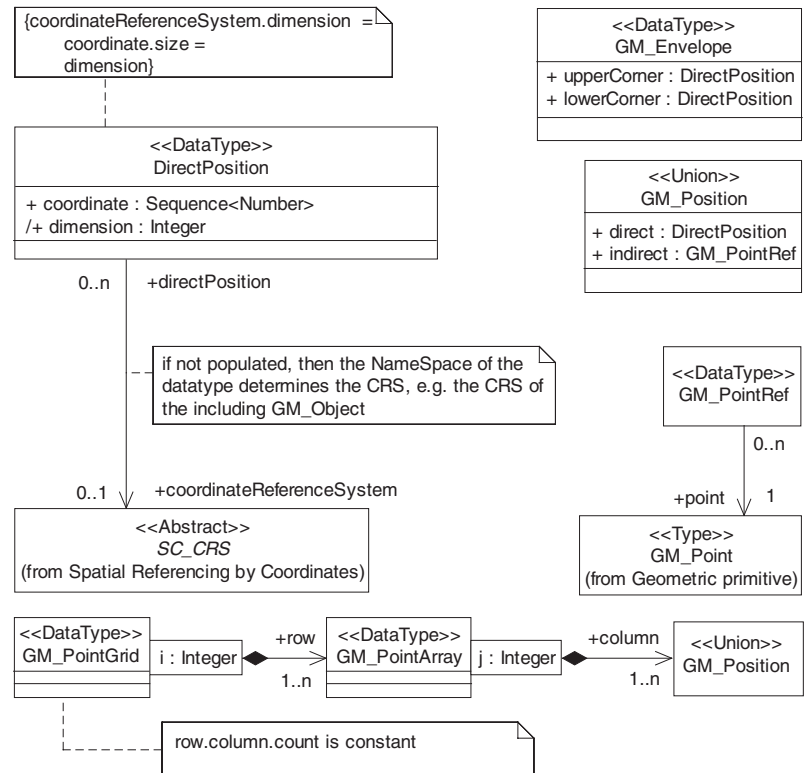 {coordinateReferenceSystem.dimension =
coordinate.size =
dimension}
<<DataType>>
GM_Envelope
+ upperCorner : DirectPosition
+ lowerCorner : DirectPosition
<<DataType>>
DirectPosition
+ coordinate : Sequence<Number>
/+ dimension : Integer
<<Union>>
GM_Position
+ direct : DirectPosition
+ indirect : GM_PointRef
0..n
+directPosition
if not populated, then the NameSpace of the
datatype determines the CRS, e.g. the CRS of
the including GM_Object
<<DataType>>
GM_PointRef
0..n
+point
1
0..1
+coordinateReferenceSystem
<<Abstract>>
SC_CRS
(from Spatial Referencing by Coordinates)
<<Type>>
GM_Point
(from Geometric primitive)
<<DataType>>
GM_PointGrid
i : Integer
+row
1..n
<<DataType>>
GM_PointArray
j : Integer
+column
1..n
<<Union>>
GM_Position
row.column.count is constant